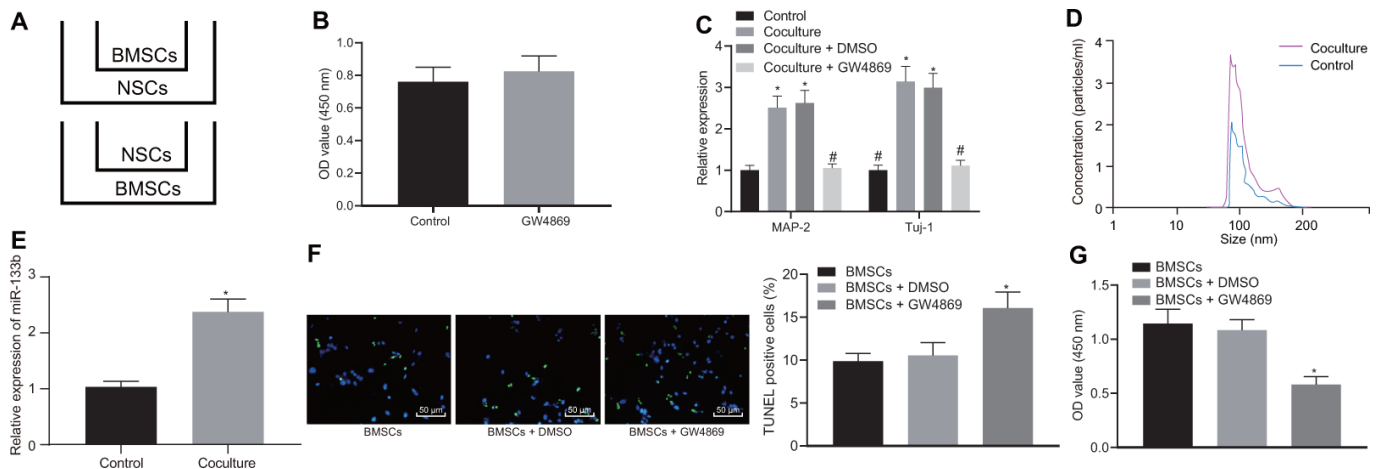 A
BMSCs
NSCs
NSCs
BMSCs
B
OD value (450 nm)
1.0
0.8
0.6
0.4
0.2
0.0
Control
GW4869
C
Control
Coculture
Coculture + DMSO
Coculture + GW4869
Relative expression
4
3
2
1
0
* * # # * * #
MAP-2
Tuj-1
D
Coculture
Control
Concentration (particles/ml)
4
3
2
1
0
1
10
100
200
Size (nm)
E
Relative expression of miR-133b
3
2
1
0
*
Control
Coculture
F
50 μm
50 μm
50 μm
BMSCs
BMSCs + DMSO
BMSCs + GW4869
BMSCs
BMSCs + DMSO
BMSCs + GW4869
TUNEL positive cells (%)
20
15
10
5
0
*
G
BMSCs
BMSCs + DMSO
BMSCs + GW4869
OD value (450 nm)
1.5
1.0
0.5
0.0
*